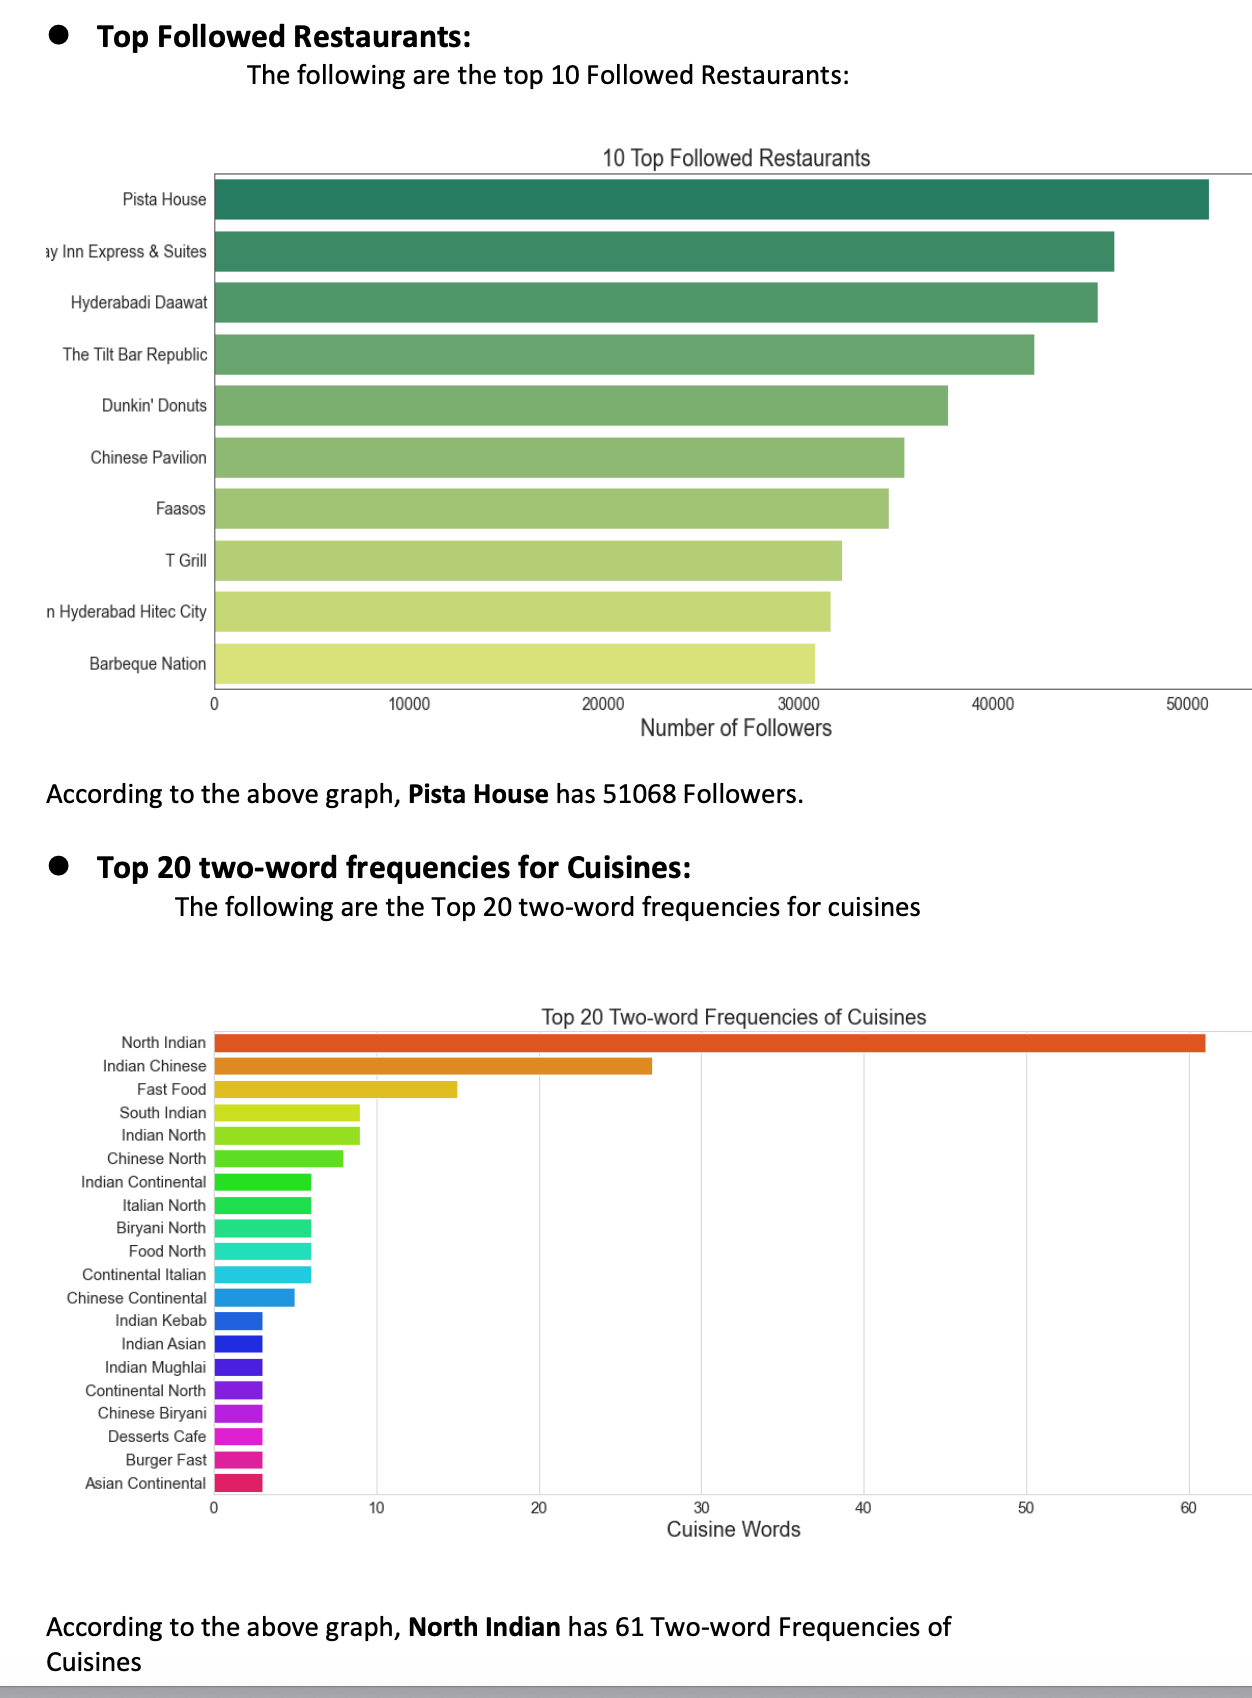 ● Top Followed Restaurants:
The following are the top 10 Followed Restaurants:
10 Top Followed Restaurants
Pista House
ay Inn Express & Suites
Hyderabadi Daawat
The Tilt Bar Republic
Dunkin' Donuts
Chinese Pavilion
Faasos
T Grill
n Hyderabad Hitec City
Barbeque Nation
0 10000 20000 30000 40000 50000
Number of Followers
According to the above graph, Pista House has 51068 Followers.
● Top 20 two-word frequencies for Cuisines:
The following are the Top 20 two-word frequencies for cuisines
Top 20 Two-word Frequencies of Cuisines
North Indian
Indian Chinese
Fast Food
South Indian
Indian North
Chinese North
Indian Continental
Italian North
Biryani North
Food North
Continental Italian
Chinese Continental
Indian Kebab
Indian Asian
Indian Mughlai
Continental North
Chinese Biryani
Desserts Cafe
Burger Fast
Asian Continental
0 10 20 30 40 50 60
Cuisine Words
According to the above graph, North Indian has 61 Two-word Frequencies of
Cuisines